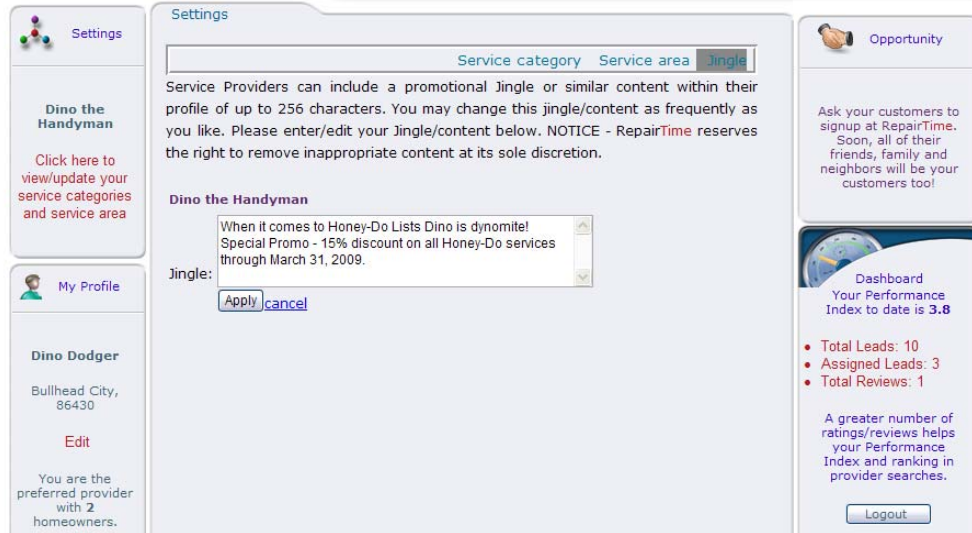 Settings
Dino the
Handyman
Click here to
view/update your
service categories
and service area
My Profile
Dino Dodger
Bullhead City,
86430
Edit
You are the
preferred provider
with 2
homeowners.
Settings
Service category Service area Jingle
Service Providers can include a promotional Jingle or similar content within their
profile of up to 256 characters. You may change this jingle/content as frequently as
you like. Please enter/edit your Jingle/content below. NOTICE - RepairTime reserves
the right to remove inappropriate content at its sole discretion.
Dino the Handyman
Jingle:
When it comes to Honey-Do Lists Dino is dynomite!
Special Promo - 15% discount on all Honey-Do services
through March 31, 2009.
Apply cancel
Opportunity
Ask your customers to
signup at RepairTime.
Soon, all of their
friends, family and
neighbors will be your
customers too!
Dashboard
Your Performance
Index to date is 3.8
• Total Leads: 10
• Assigned Leads: 3
• Total Reviews: 1
A greater number of
ratings/reviews helps
your Performance
Index and ranking in
provider searches.
Logout